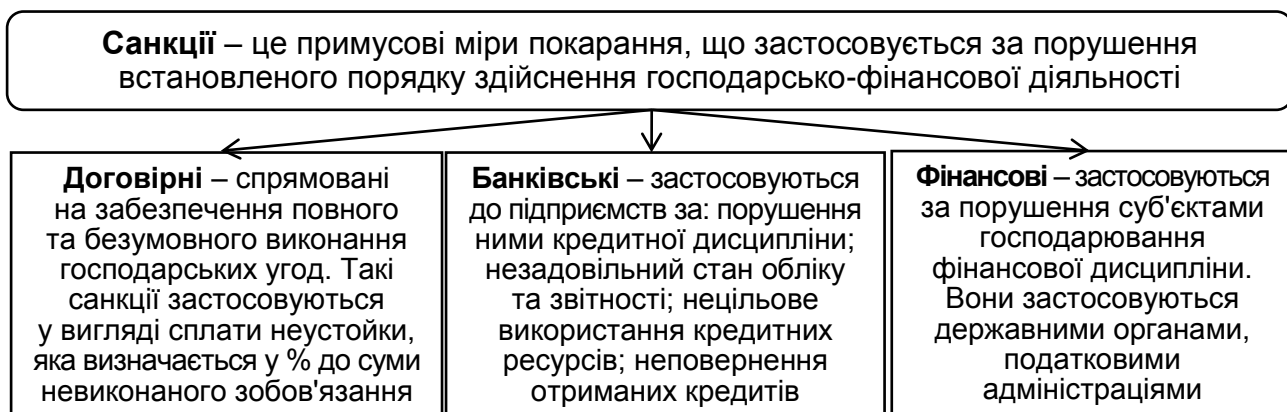 Санкції – це примусові міри покарання, що застосовується за порушення
встановленого порядку здійснення господарсько-фінансової діяльності
Договірні – спрямовані
на забезпечення повного
та безумовного виконання
господарських угод. Такі
санкції застосовуються
у вигляді сплати неустойки,
яка визначається у % до суми
невиконаного зобов'язання
Банківські – застосовуються
до підприємств за: порушення
ними кредитної дисципліни;
незадовільний стан обліку
та звітності; нецільове
використання кредитних
ресурсів; неповернення
отриманих кредитів
Фінансові – застосовуються
за порушення суб'єктами
господарювання
фінансової дисципліни.
Вони застосовуються
державними органами,
податковими
адміністраціями